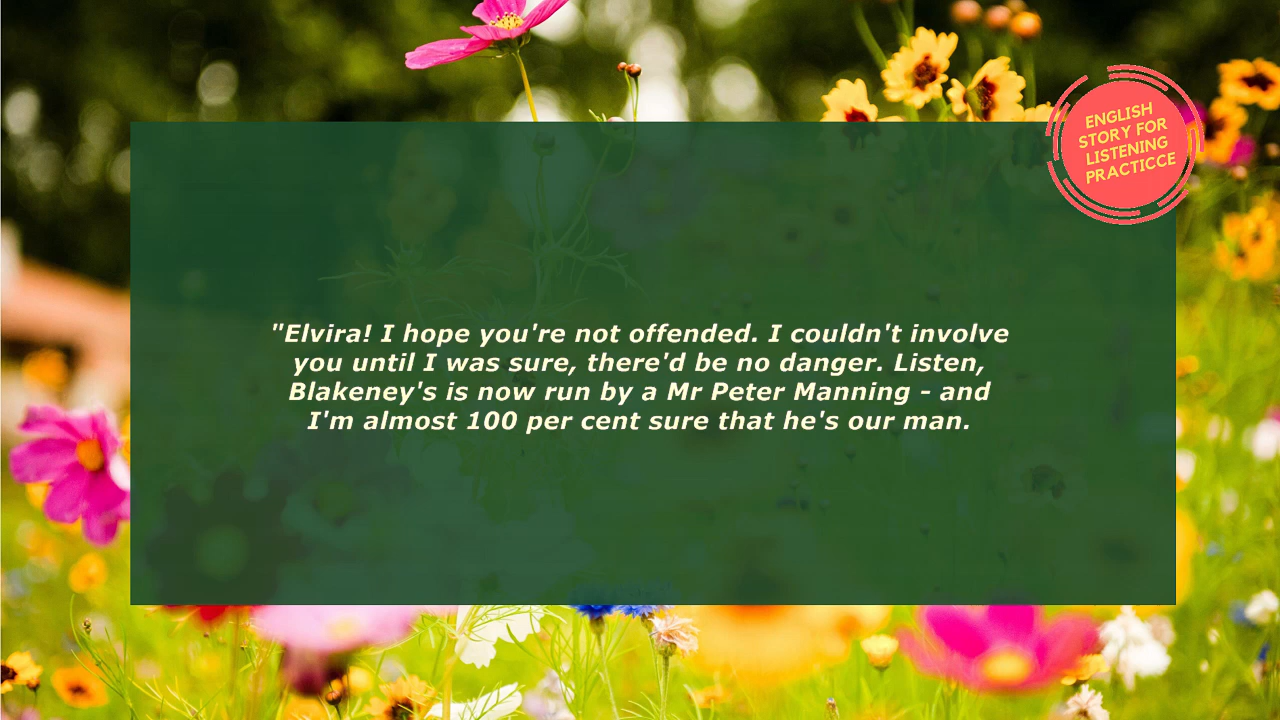 ENGLISH
STORY FOR
LISTENING
PRACTICCE
"Elvira! I hope you're not offended. I couldn't involve
you until I was sure, there'd be no danger. Listen,
Blakeney's is now run by a Mr Peter Manning - and
I'm almost 100 per cent sure that he's our man.